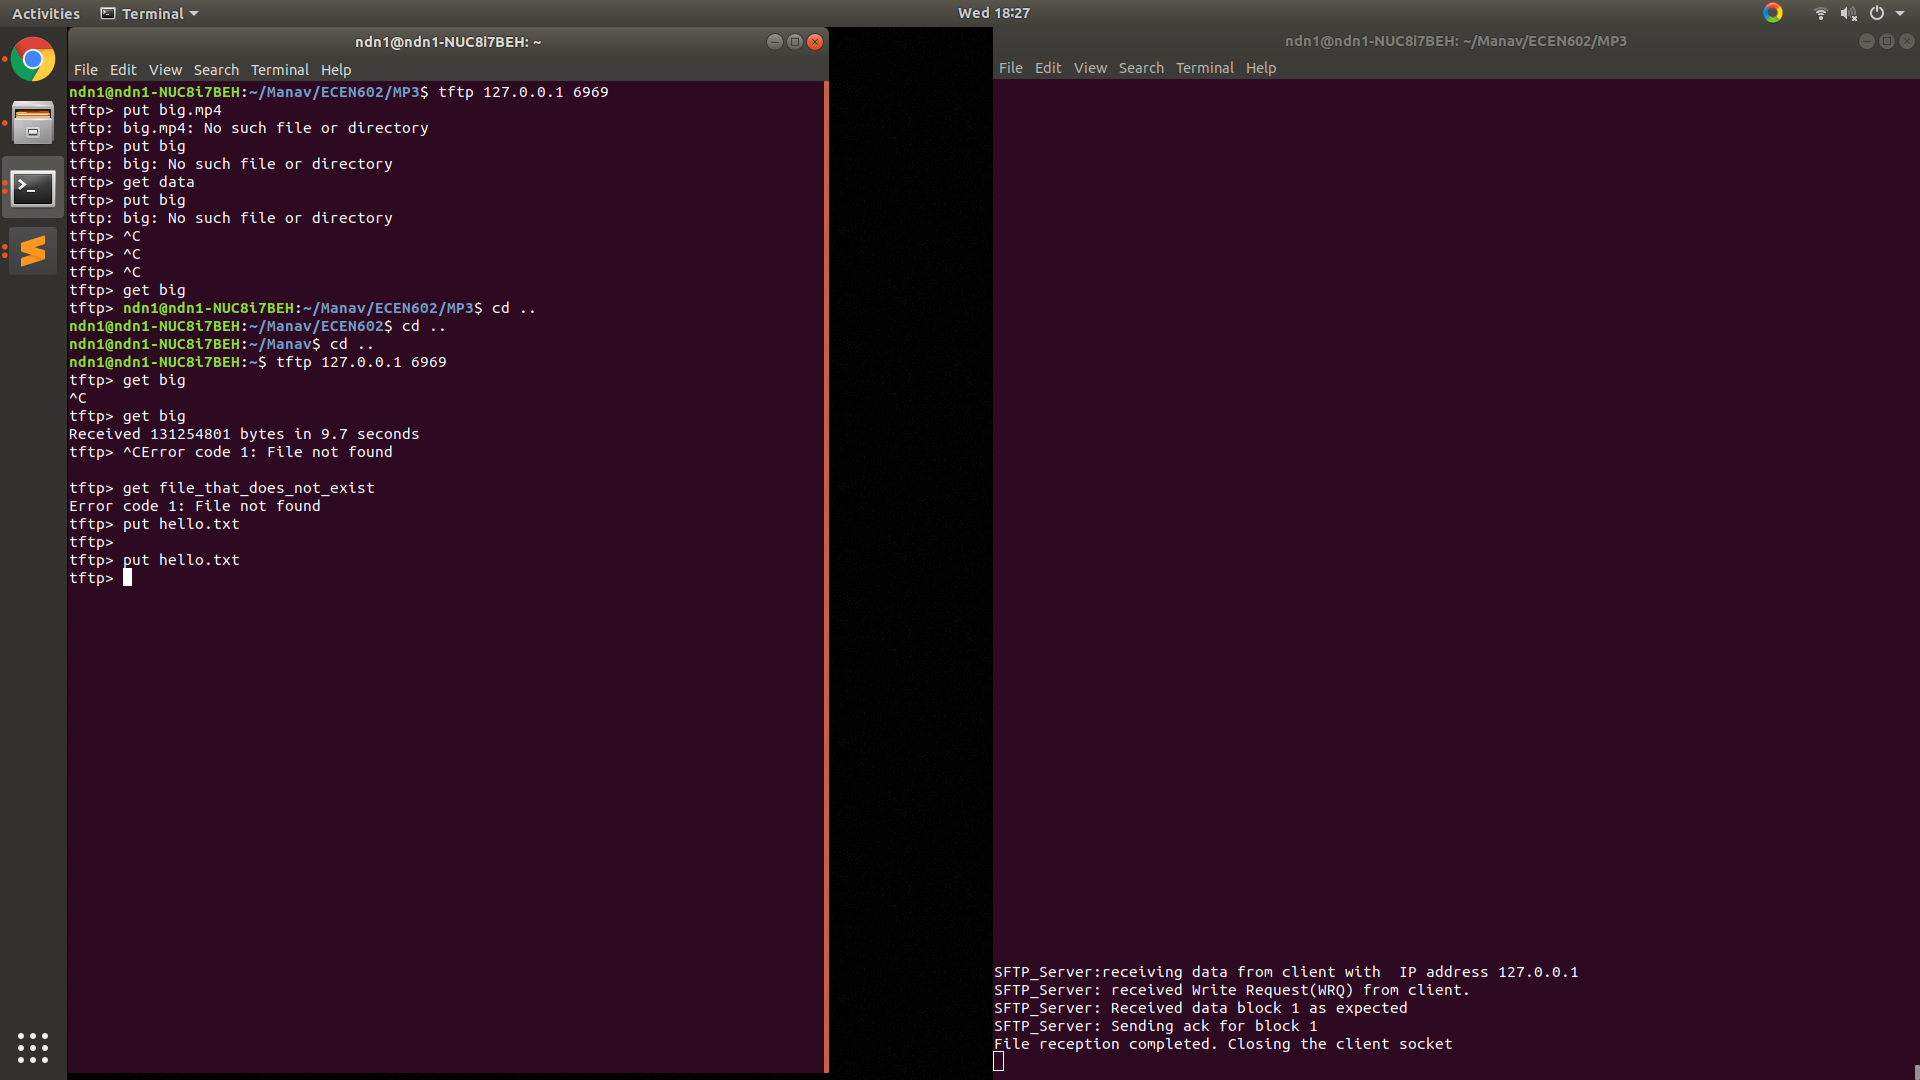 Activities
Terminal
Wed 18:27
ndn1@ndn1-NUC8i7BEH: ~
File Edit View Search Terminal Help
ndn1@ndn1-NUC8i7BEH:~/Manav/ECEN602/MP3$ tftp 127.0.0.1 6969
tftp> put big.mp4
tftp: big.mp4: No such file or directory
tftp> put big
tftp: big: No such file or directory
tftp> get data
tftp> put big
tftp: big: No such file or directory
tftp> ^C
tftp> ^C
tftp> ^C
tftp> get big
tftp> ndn1@ndn1-NUC8i7BEH:~/Manav/ECEN602/MP3$ cd ..
ndn1@ndn1-NUC8i7BEH:~/Manav/ECEN602$ cd ..
ndn1@ndn1-NUC8i7BEH:~/Manav$ cd ..
ndn1@ndn1-NUC8i7BEH:~$ tftp 127.0.0.1 6969
tftp> get big
^C
tftp> get big
Received 131254801 bytes in 9.7 seconds
tftp> ^CError code 1: File not found
tftp> get file_that_does_not_exist
Error code 1: File not found
tftp> put hello.txt
tftp>
tftp> put hello.txt
tftp>
ndn1@ndn1-NUC8i7BEH: ~/Manav/ECEN602/MP3
File Edit View Search Terminal Help
SFTP_Server:receiving data from client with  IP address 127.0.0.1
SFTP_Server: received Write Request(WRQ) from client.
SFTP_Server: Received data block 1 as expected
SFTP_Server: Sending ack for block 1
File reception completed. Closing the client socket